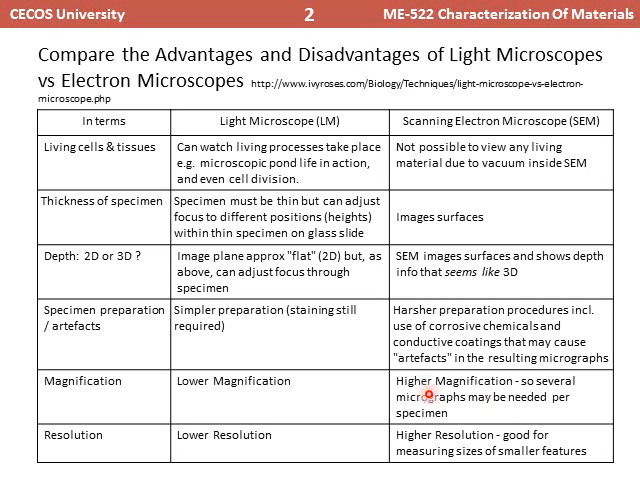 CECOS University 2 ME-522 Characterization Of Materials
Compare the Advantages and Disadvantages of Light Microscopes
vs Electron Microscopes http://www.ivyroses.com/Biology/Techniques/light-microscope-vs-electron-
microscope.php
In terms Light Microscope (LM) Scanning Electron Microscope (SEM)
Living cells & tissues
Can watch living processes take place
e.g. microscopic pond life in action,
and even cell division.
Not possible to view any living
material due to vacuum inside SEM
Thickness of specimen
Specimen must be thin but can adjust
focus to different positions (heights)
within thin specimen on glass slide
Images surfaces
Depth: 2D or 3D ?
Image plane approx "flat" (2D) but, as
above, can adjust focus through
specimen
SEM images surfaces and shows depth
info that seems like 3D
Specimen preparation
/ artefacts
Simpler preparation (staining still
required)
Harsher preparation procedures incl.
use of corrosive chemicals and
conductive coatings that may cause
"artefacts" in the resulting micrographs
Magnification
Lower Magnification
Higher Magnification - so several
micrographs may be needed per
specimen
Resolution
Lower Resolution
Higher Resolution - good for
measuring sizes of smaller features